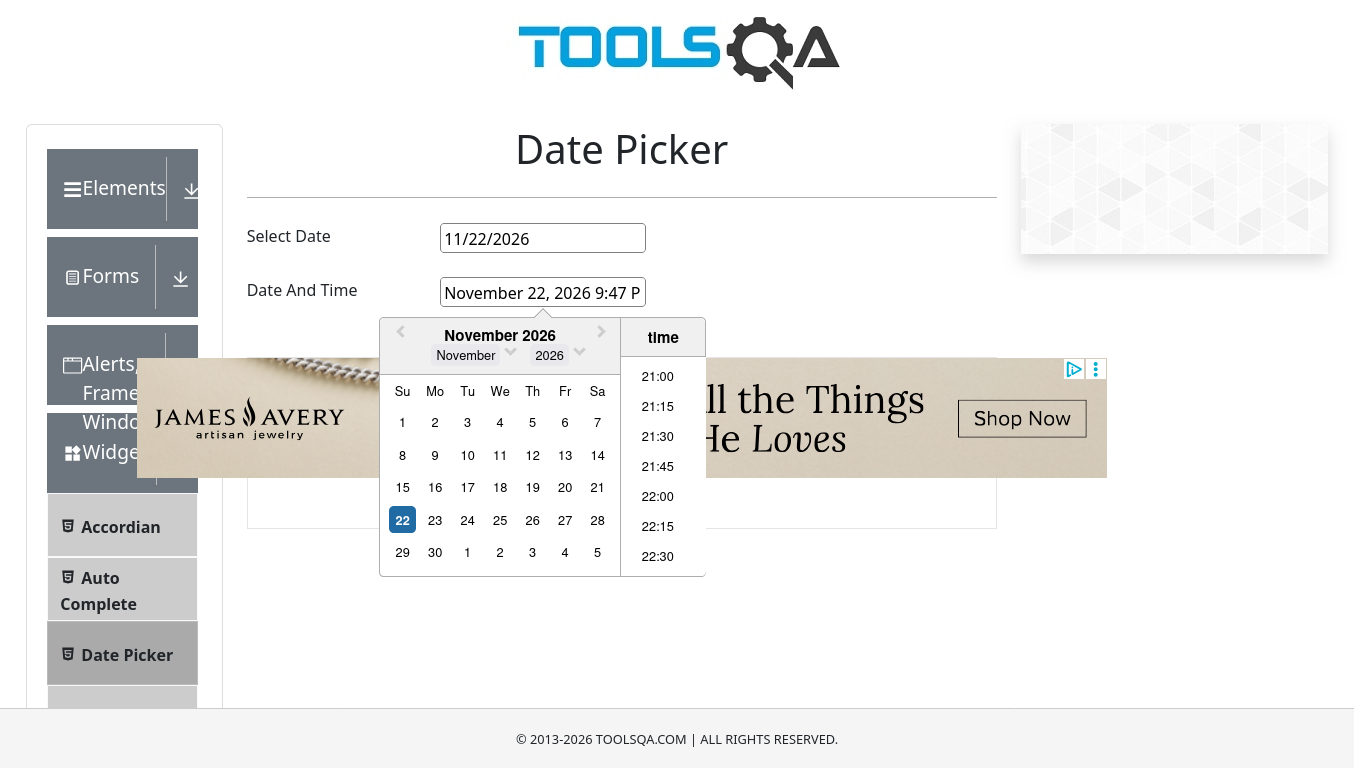 TOOLSQA
Date Picker
Elements
Forms
Alerts,
Frame
Windo
Widge
Accordian
Auto
Complete
Date Picker
Select Date
11/22/2026
Date And Time
November 22, 2026 9:47 P
November 2026
November 2026
Su Mo Tu We Th Fr Sa
1 2 3 4 5 6 7
8 9 10 11 12 13 14
15 16 17 18 19 20 21
22 23 24 25 26 27 28
29 30 1 2 3 4 5
time
21:00
21:15
21:30
21:45
22:00
22:15
22:30
JAMES AVERY
artisan jewelry
ll the Things
He Loves
Shop Now
© 2013-2026 TOOLSQA.COM | ALL RIGHTS RESERVED.